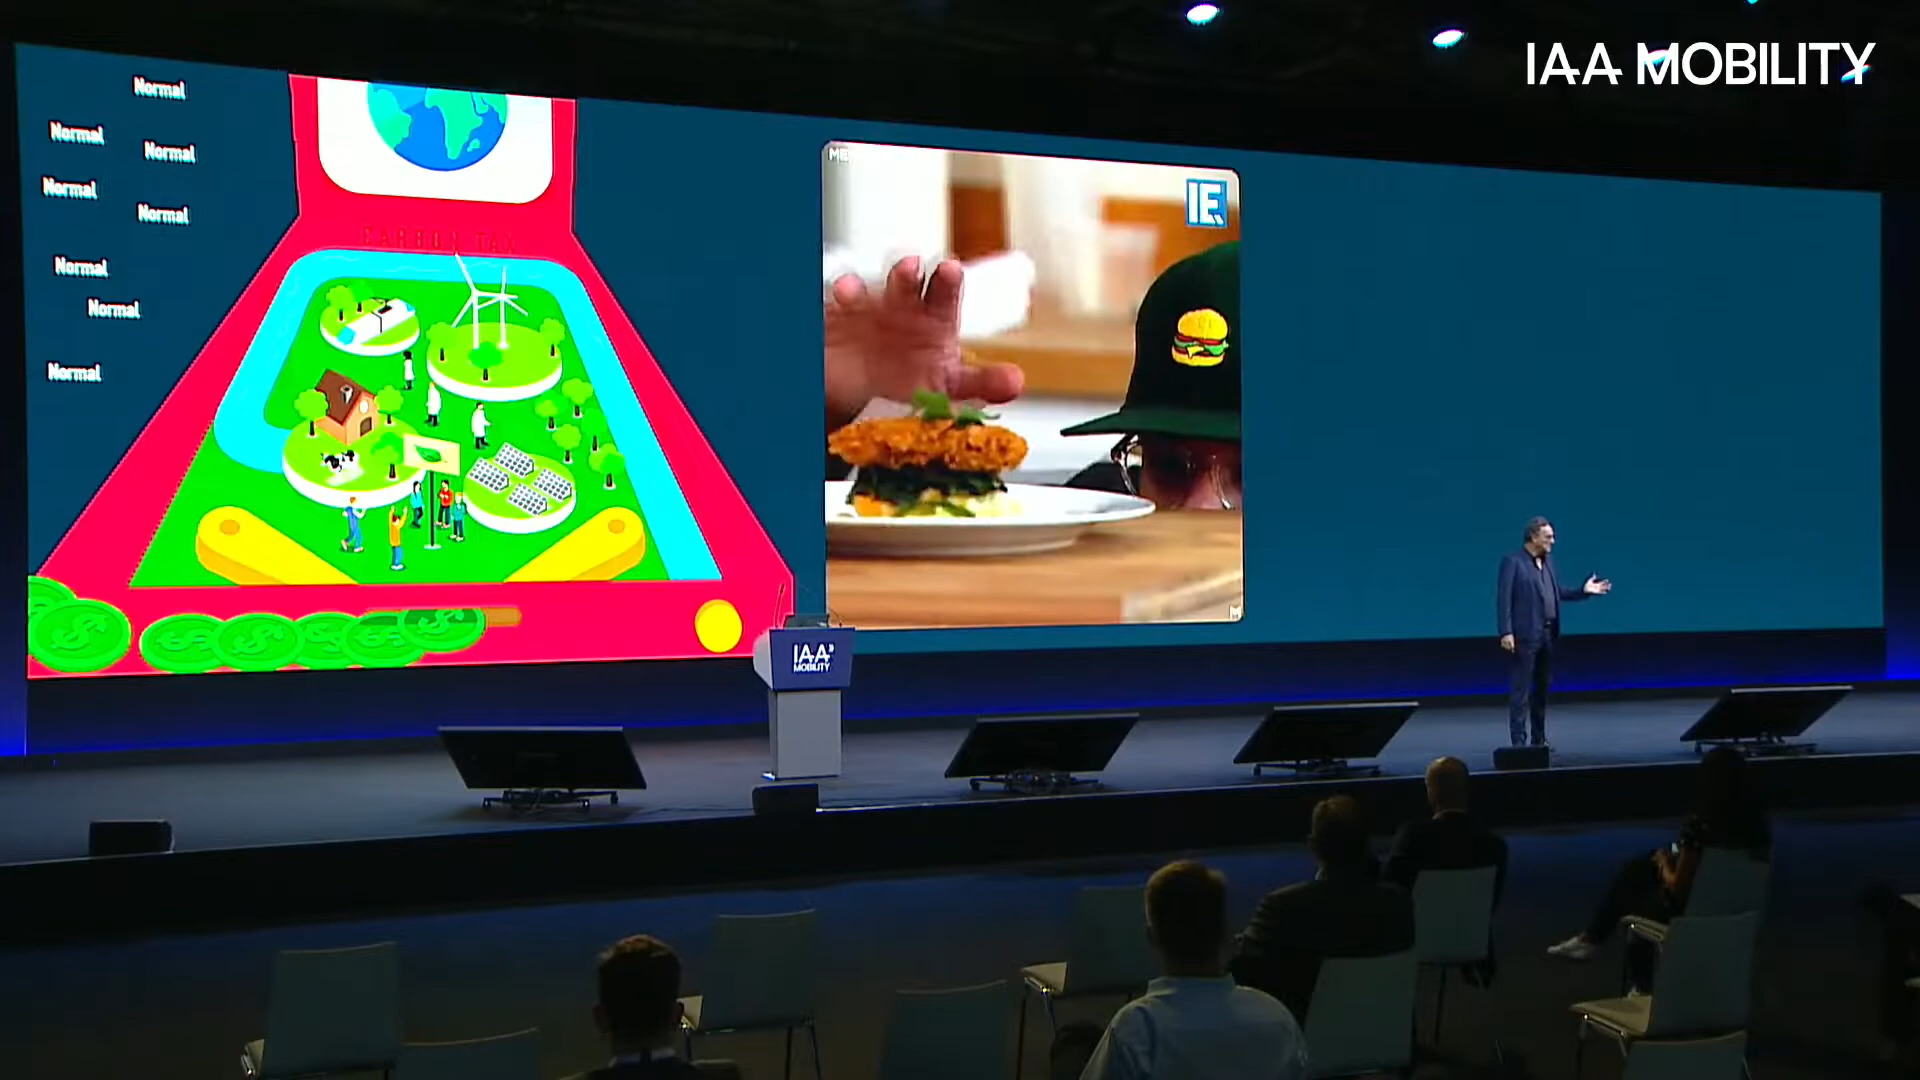 IAA MOBILITY
Normal
Normal
Normal
Normal
Normal
Normal
Normal
Normal
CARBON TAX
IE
IAA
MOBILITY